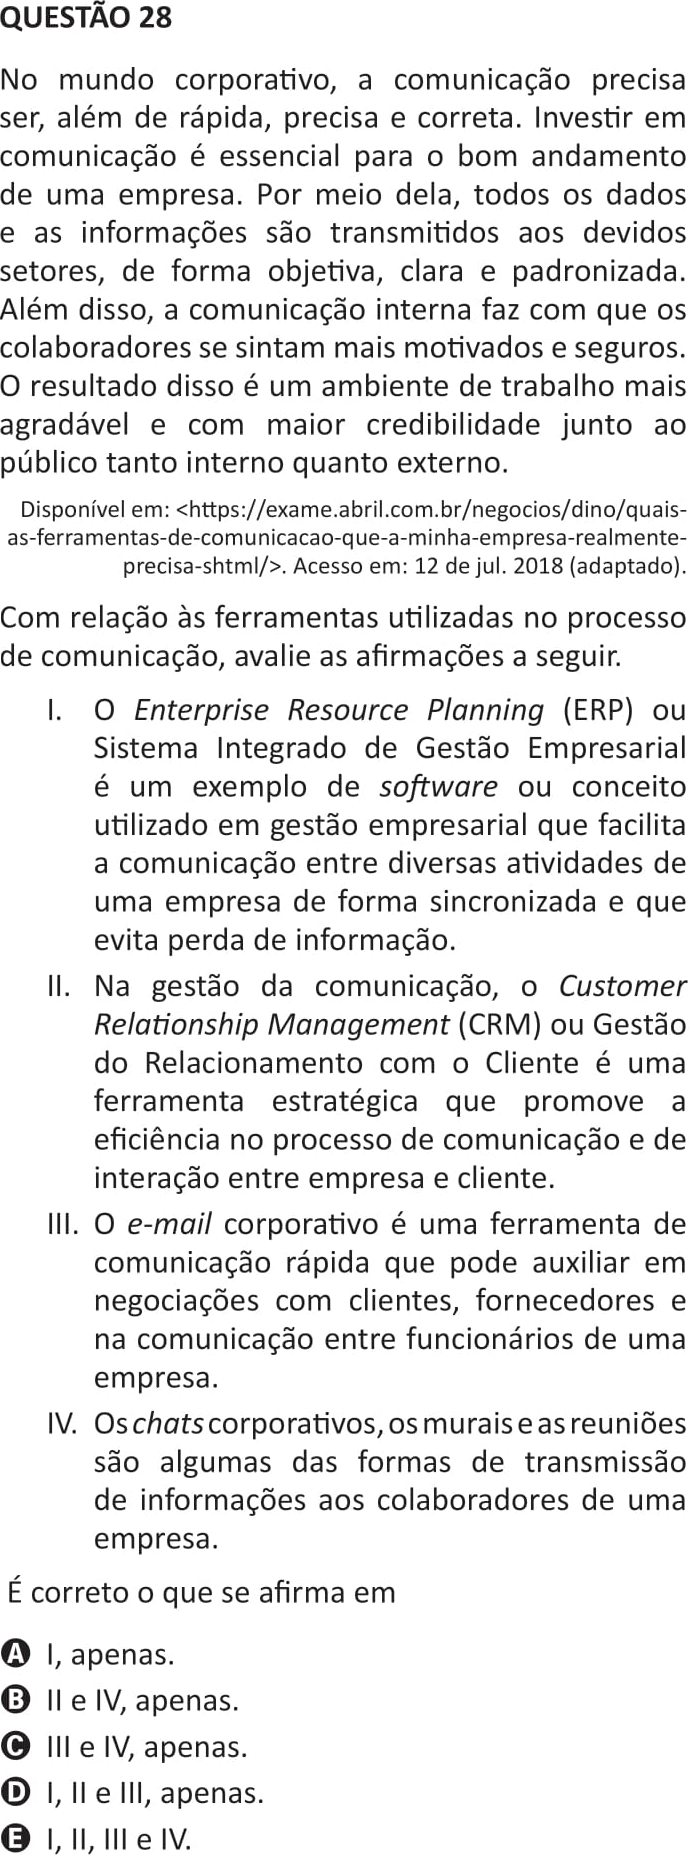 QUESTÃO 28
No mundo corporativo, a comunicação precisa
ser, além de rápida, precisa e correta. Investir em
comunicação é essencial para o bom andamento
de uma empresa. Por meio dela, todos os dados
e as informações são transmitidos aos devidos
setores, de forma objetiva, clara e padronizada.
Além disso, a comunicação interna faz com que os
colaboradores se sintam mais motivados e seguros.
O resultado disso é um ambiente de trabalho mais
agradável e com maior credibilidade junto ao
público tanto interno quanto externo.
Disponível em: <https://exame.abril.com.br/negocios/dino/quais-
as-ferramentas-de-comunicacao-que-a-minha-empresa-realmente-
precisa-shtml/>. Acesso em: 12 de jul. 2018 (adaptado).
Com relação às ferramentas utilizadas no processo
de comunicação, avalie as afirmações a seguir.
I. O Enterprise Resource Planning (ERP) ou
Sistema Integrado de Gestão Empresarial
é um exemplo de software ou conceito
utilizado em gestão empresarial que facilita
a comunicação entre diversas atividades de
uma empresa de forma sincronizada e que
evita perda de informação.
II. Na gestão da comunicação, o Customer
Relationship Management (CRM) ou Gestão
do Relacionamento com o Cliente é uma
ferramenta estratégica que promove a
eficiência no processo de comunicação e de
interação entre empresa e cliente.
III. O e-mail corporativo é uma ferramenta de
comunicação rápida que pode auxiliar em
negociações com clientes, fornecedores e
na comunicação entre funcionários de uma
empresa.
IV. Os chats corporativos, os murais e as reuniões
são algumas das formas de transmissão
de informações aos colaboradores de uma
empresa.
É correto o que se afirma em
A I, apenas.
B II e IV, apenas.
C III e IV, apenas.
D I, II e III, apenas.
E I, II, III e IV.